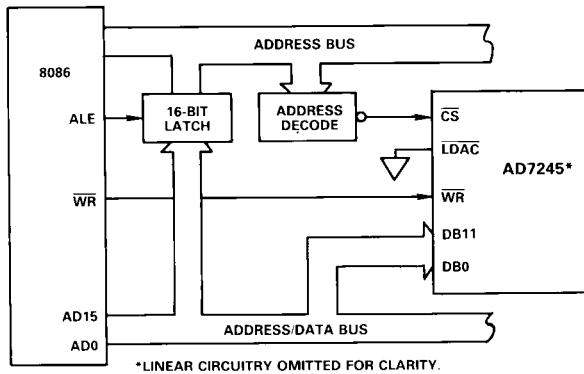 ADDRESS BUS
8086
ALE
16-BIT
LATCH
ADDRESS
DECODE
CS
LDAC
AD7245*
WR
WR
DB11
DB0
AD15
AD0
ADDRESS/DATA BUS
*LINEAR CIRCUITRY OMITTED FOR CLARITY.